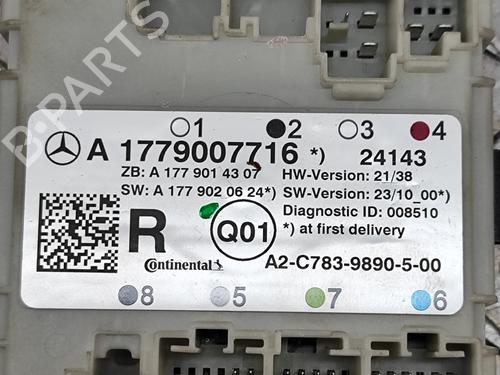 1 2 3 4
A 1779007716 *) 24143
ZB: A 177 901 43 07 HW-Version: 21/38
SW: A 177 902 06 24*) SW-Version: 23/10_00*)
Diagnostic ID: 008510
R Q01 *) at first delivery
Continental A2-C783-9890-5-00
8 5 7 6
B-PARTS